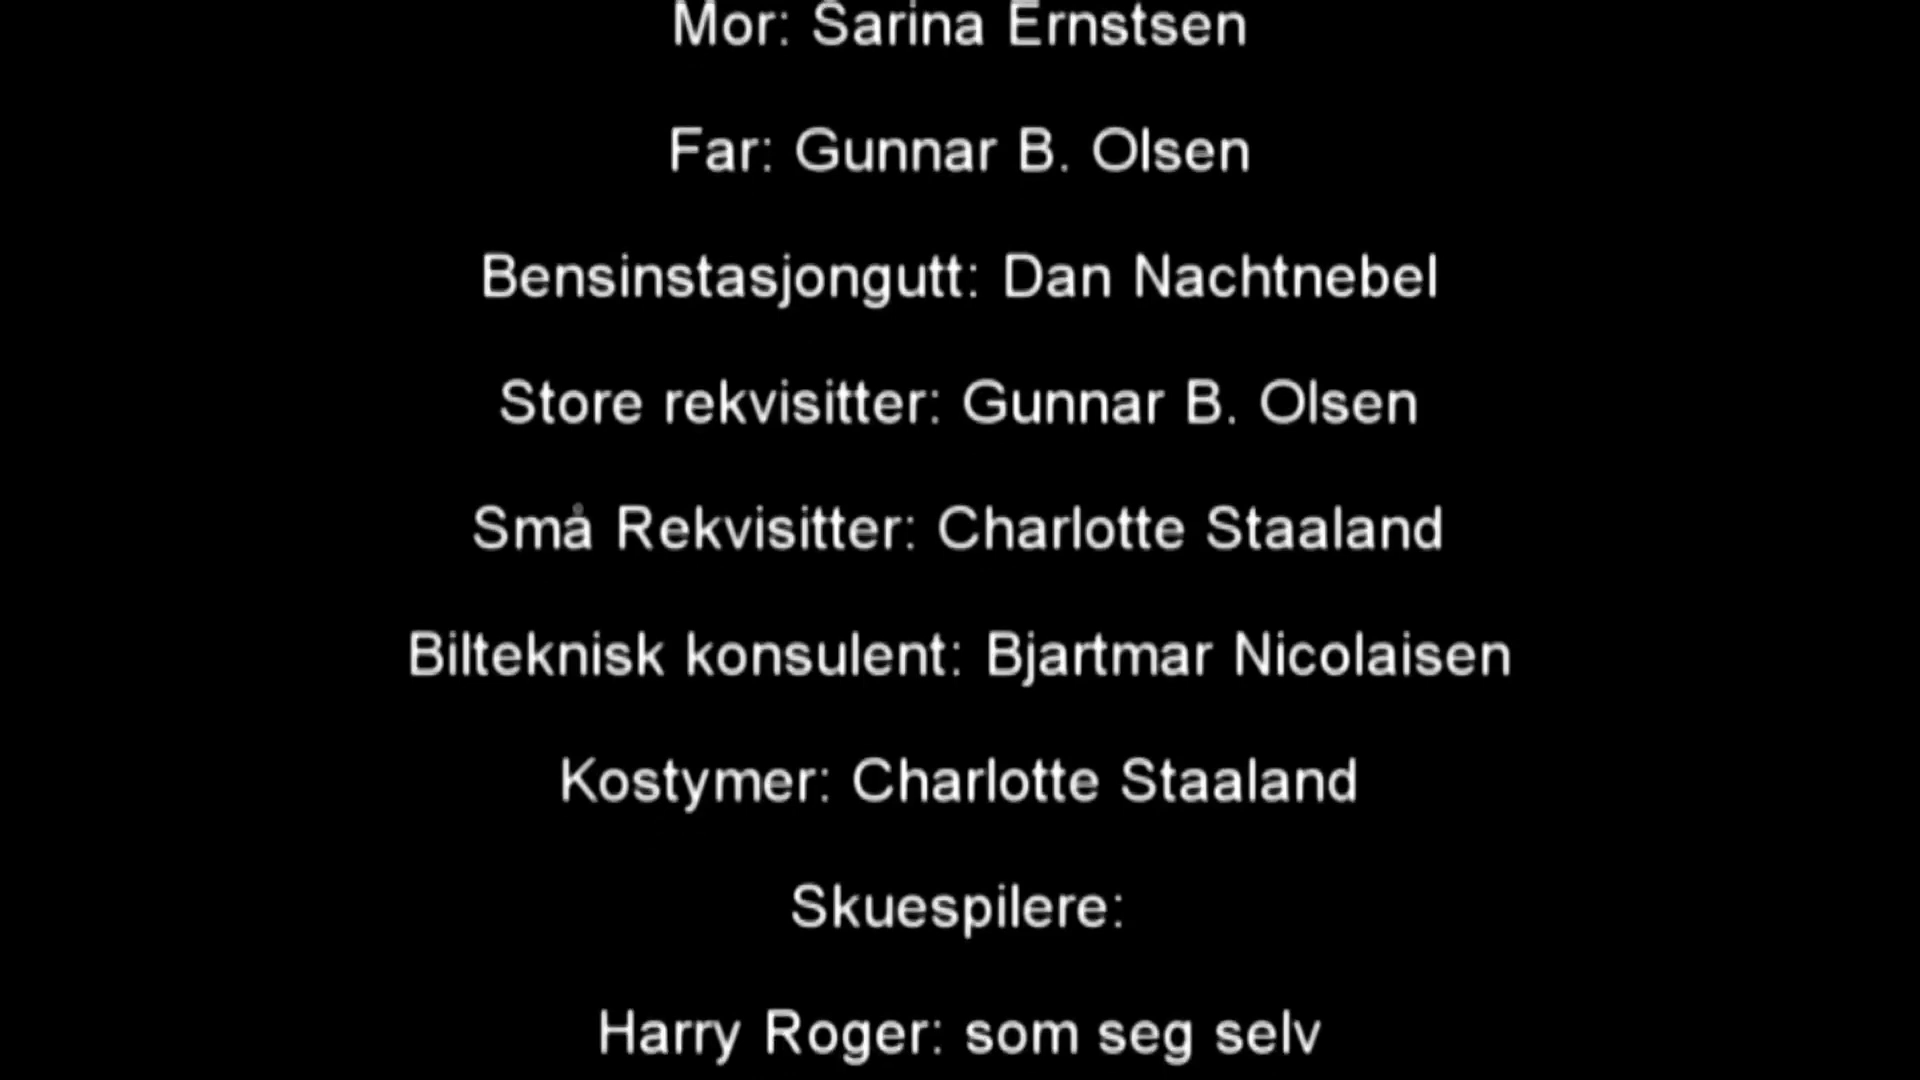 Mor: Sarina Ernstsen
Far: Gunnar B. Olsen
Bensinstasjongutt: Dan Nachtnebel
Store rekvisitter: Gunnar B. Olsen
Små Rekvisitter: Charlotte Staaland
Bilteknisk konsulent: Bjartmar Nicolaisen
Kostymer: Charlotte Staaland
Skuespilere:
Harry Roger: som seg selv